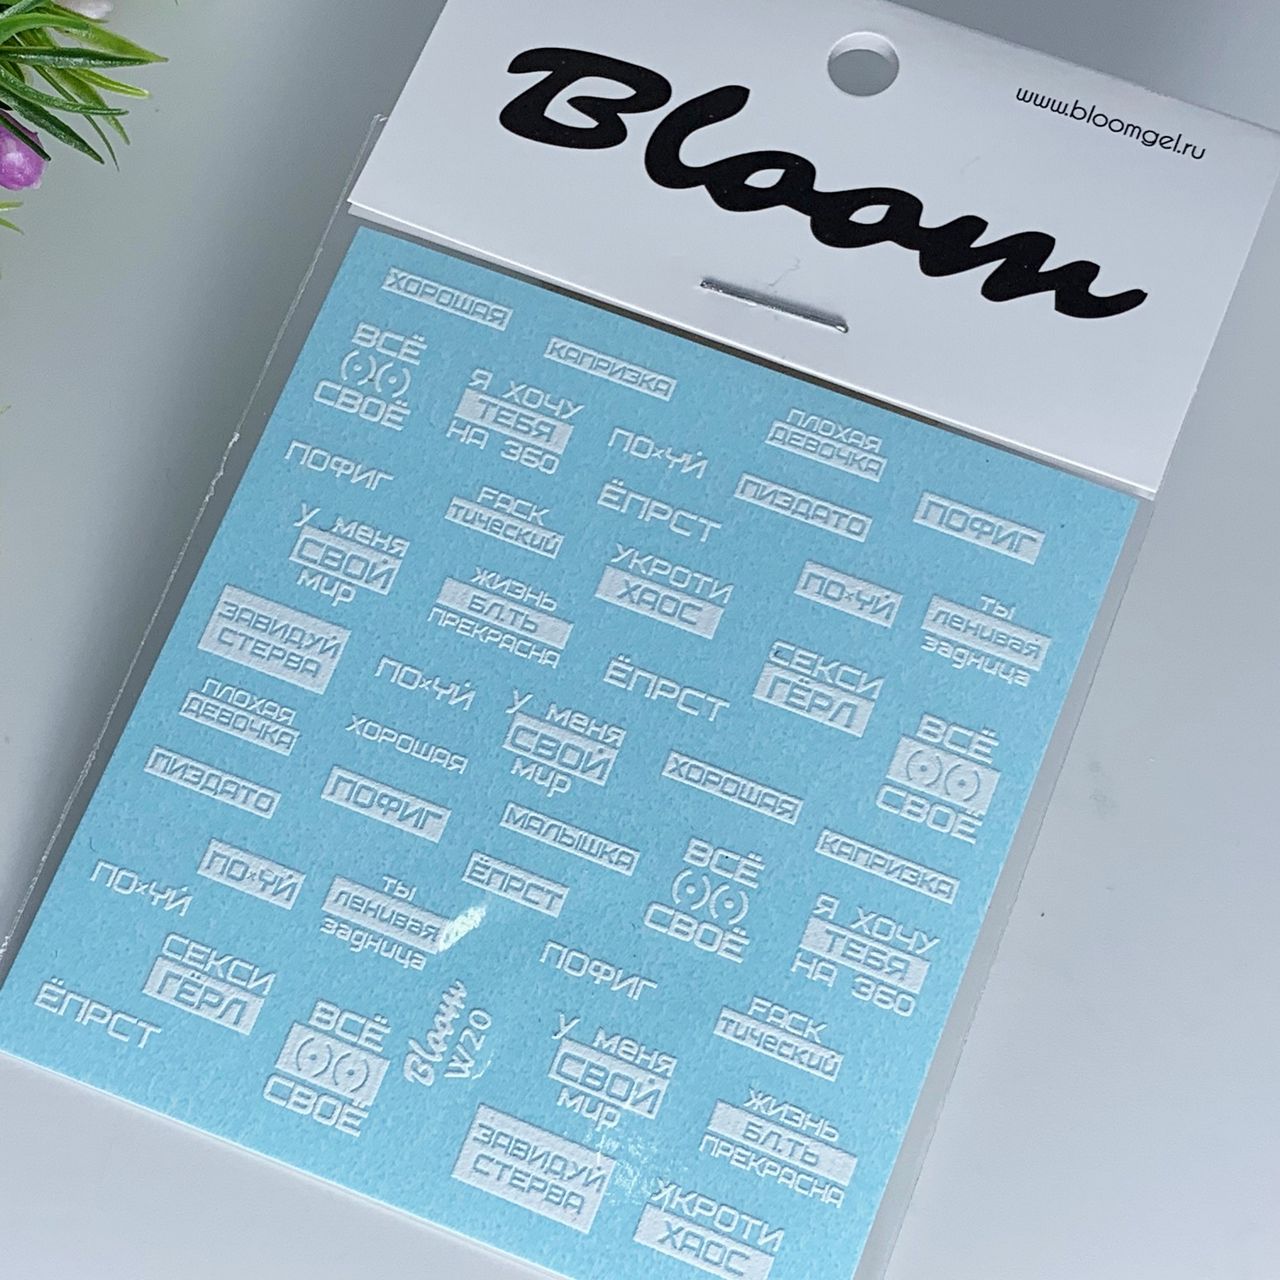 Bloom
www.bloomgel.ru
ХОРОШАЯ
КАПРИЗКА
ВСЁ
СВОЁ
Я ХОЧУ
ТЕБЯ
НА 360
ПО×УЙ
ПЛОХАЯ
ДЕВОЧКА
ПОФИГ
FACK
тический
ЁПРСТ
ПИЗДАТО
ПОФИГ
У меня
СВОЙ
мир
ЖИЗНЬ
БЛ.ТЬ
ПРЕКРАСНА
УКРОТИ
ХАОС
ПО×УЙ
ТЫ
ленивая
задница
ЗАВИДУЙ
СТЕРВА
ПО×УЙ
ЁПРСТ
СЕКСИ
ГЁРЛ
ПЛОХАЯ
ДЕВОЧКА
ХОРОШАЯ
У меня
СВОЙ
мир
ХОРОШАЯ
ВСЁ
СВОЁ
ПИЗДАТО
ПОФИГ
МАЛЫШКА
ВСЁ
СВОЁ
КАПРИЗКА
ПО×УЙ
ПО×УЙ
ТЫ
ленивая
задница
ЁПРСТ
Я ХОЧУ
ТЕБЯ
НА 360
СЕКСИ
ГЁРЛ
ПОФИГ
FACK
тический
ЁПРСТ
ВСЁ
СВОЁ
Bloom
W20
У меня
СВОЙ
мир
ЖИЗНЬ
БЛ.ТЬ
ПРЕКРАСНА
ЗАВИДУЙ
СТЕРВА
УКРОТИ
ХАОС